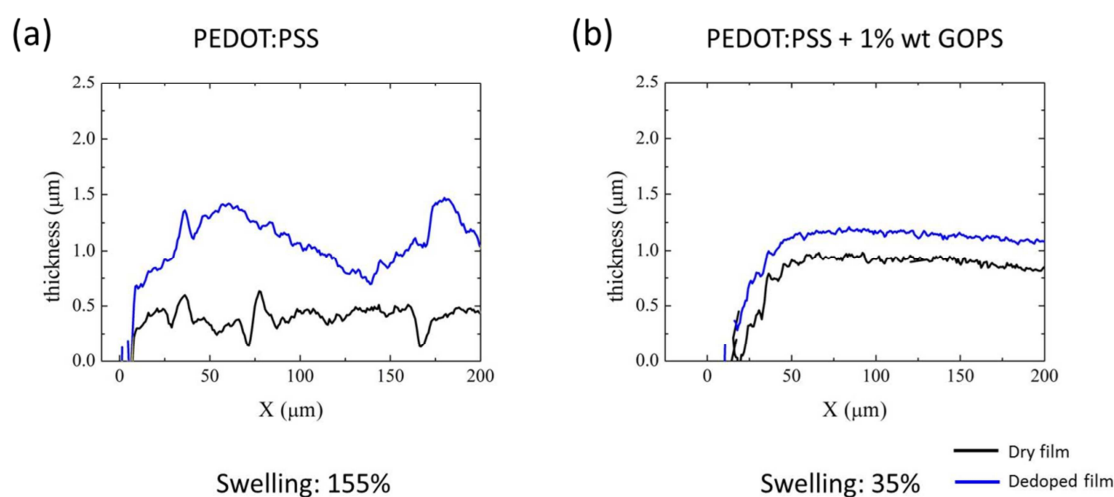 (a)
PEDOT:PSS
2.5
2.0
1.5
1.0
0.5
0.0
thickness (μm)
0 50 100 150 200
X (μm)
Swelling: 155%
(b)
PEDOT:PSS + 1% wt GOPS
2.5
2.0
1.5
1.0
0.5
0.0
thickness (μm)
0 50 100 150 200
X (μm)
Swelling: 35%
Dry film
Dedoped film